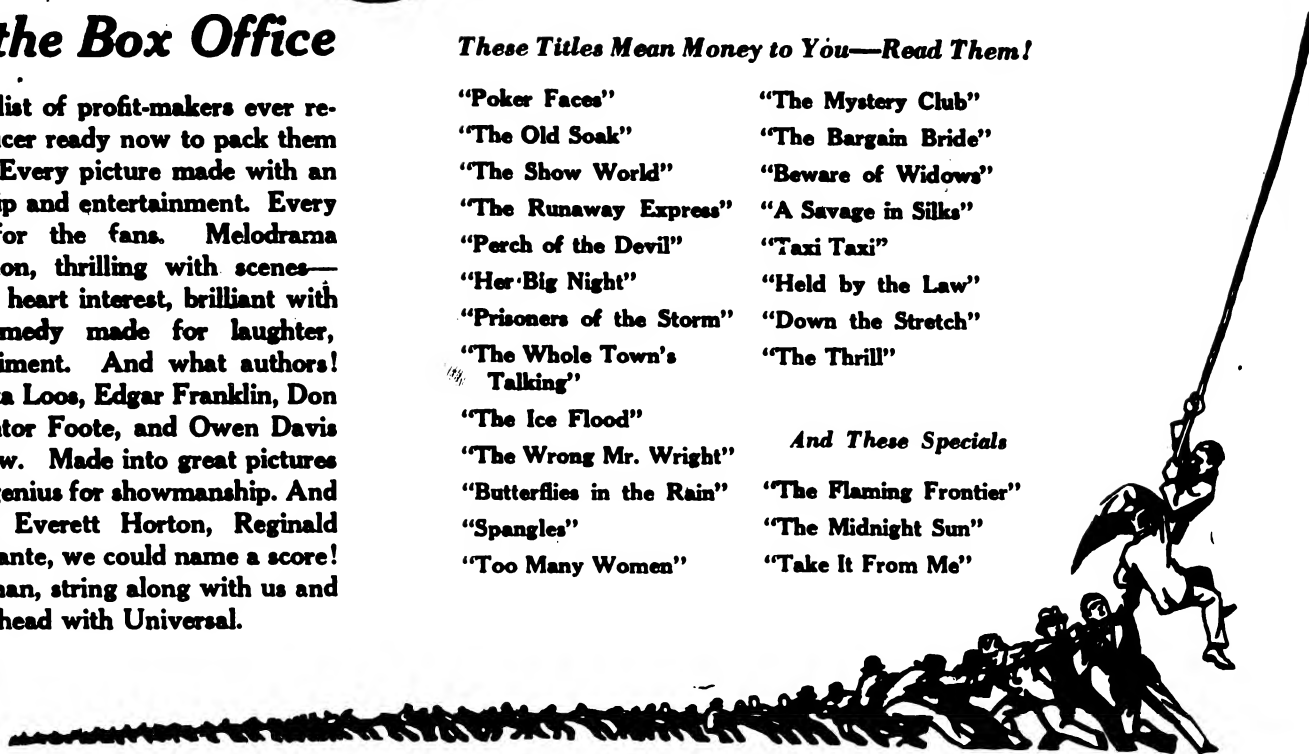 the Box Office
list of profit-makers ever re-
ucer ready now to pack them
Every picture made with an
ip and entertainment. Every
for the fans. Melodrama
on, thrilling with scenes—
heart interest, brilliant with
medy made for laughter,
iment. And what authors!
a Loos, Edgar Franklin, Don
tor Foote, and Owen Davis
w. Made into great pictures
genius for showmanship. And
Everett Horton, Reginald
ante, we could name a score!
man, string along with us and
head with Universal.
These Titles Mean Money to You—Read Them!
"Poker Faces"
"The Old Soak"
"The Show World"
"The Runaway Express"
"Perch of the Devil"
"Her Big Night"
"Prisoners of the Storm"
"The Whole Town's
Talking"
"The Ice Flood"
"The Wrong Mr. Wright"
"Butterflies in the Rain"
"Spangles"
"Too Many Women"
"The Mystery Club"
"The Bargain Bride"
"Beware of Widows"
"A Savage in Silks"
"Taxi Taxi"
"Held by the Law"
"Down the Stretch"
"The Thrill"
And These Specials
"The Flaming Frontier"
"The Midnight Sun"
"Take It From Me"